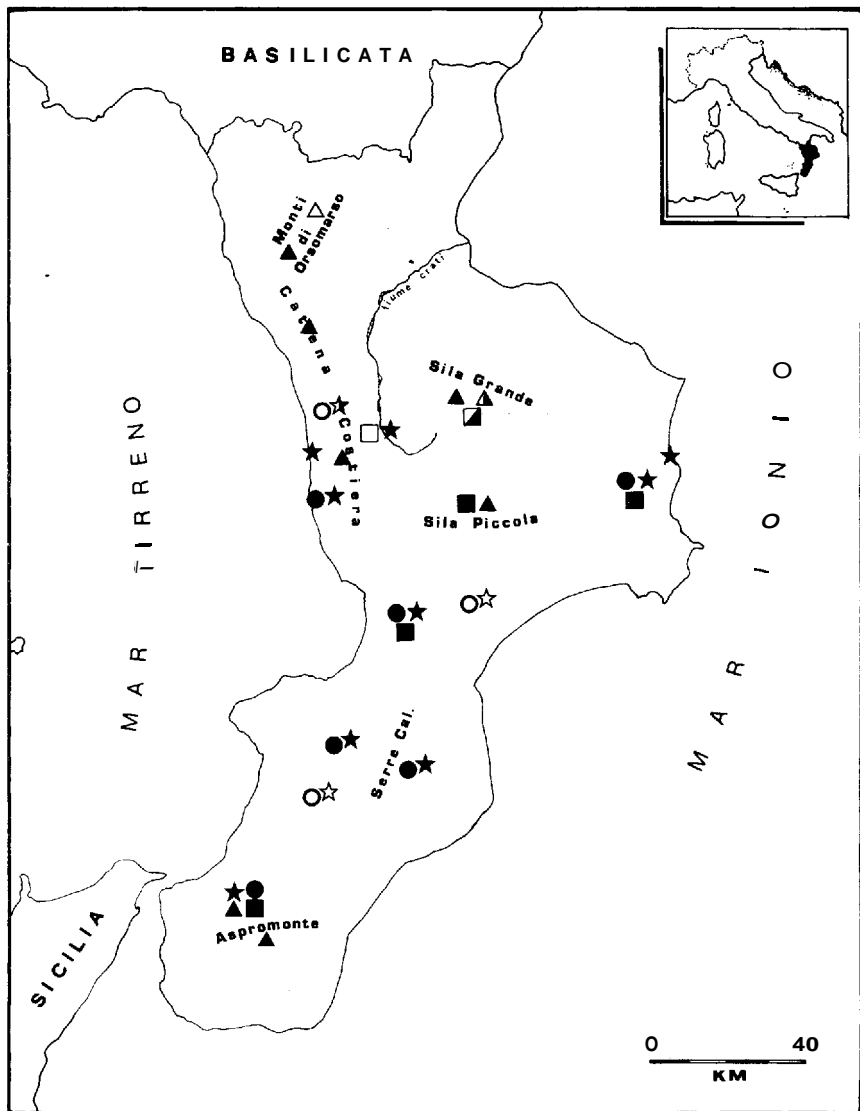 BASILICATA
Monti
di
Orsomarso
fiume crati
Catena
Costiera
Sila Grande
Sila Piccola
MAR TIRRENO
MAR IONIO
Serre Cal.
Aspromonte
SICILIA
0 40
KM